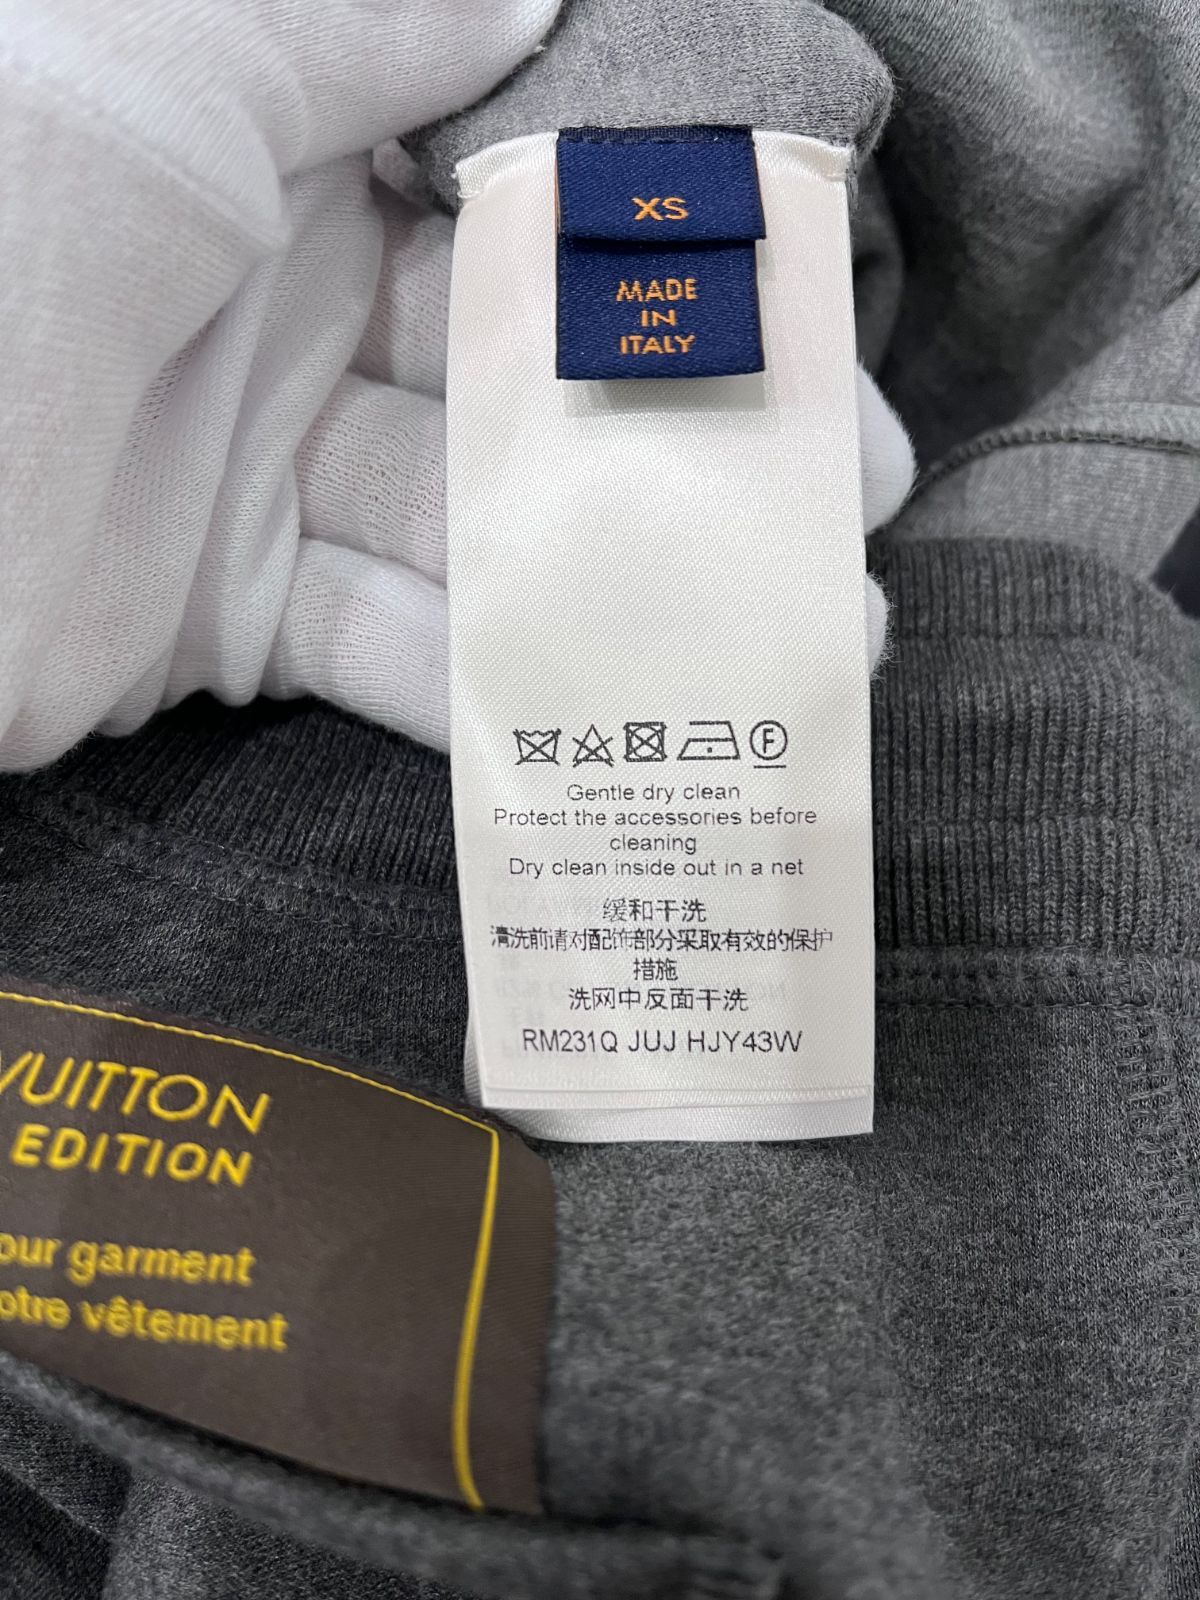 XS
MADE
IN
ITALY
F
Gentle dry clean
Protect the accessories before
cleaning
Dry clean inside out in a net
缓和干洗
清洗前请对配饰部分采取有效的保护
措施
洗网中反面干洗
RM231Q JUJ HJY43W
VUITTON
EDITION
our garment
otre vêtement